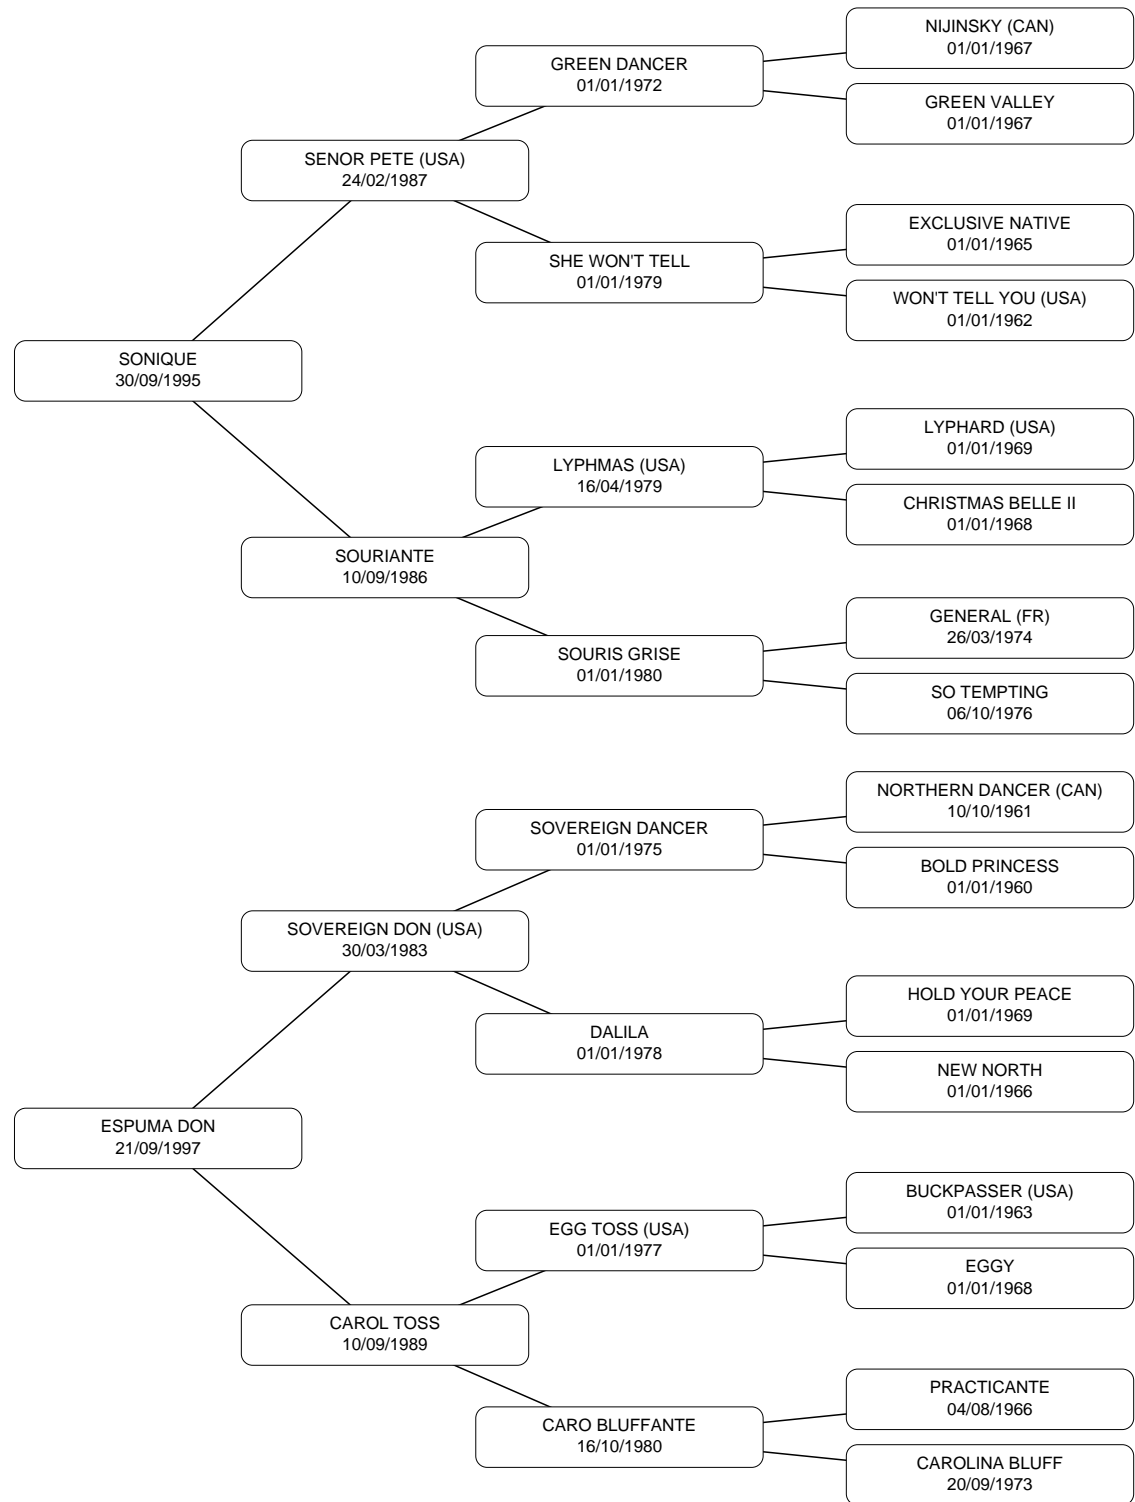 NIJINSKY (CAN)
01/01/1967
GREEN DANCER
01/01/1972
GREEN VALLEY
01/01/1967
SENOR PETE (USA)
24/02/1987
EXCLUSIVE NATIVE
01/01/1965
SHE WON'T TELL
01/01/1979
WON'T TELL YOU (USA)
01/01/1962
SONIQUE
30/09/1995
LYPHARD (USA)
01/01/1969
LYPHMAS (USA)
16/04/1979
CHRISTMAS BELLE II
01/01/1968
SOURIANTE
10/09/1986
GENERAL (FR)
26/03/1974
SOURIS GRISE
01/01/1980
SO TEMPTING
06/10/1976
NORTHERN DANCER (CAN)
10/10/1961
SOVEREIGN DANCER
01/01/1975
BOLD PRINCESS
01/01/1960
SOVEREIGN DON (USA)
30/03/1983
HOLD YOUR PEACE
01/01/1969
DALILA
01/01/1978
NEW NORTH
01/01/1966
ESPUMA DON
21/09/1997
BUCKPASSER (USA)
01/01/1963
EGG TOSS (USA)
01/01/1977
EGGY
01/01/1968
CAROL TOSS
10/09/1989
PRACTICANTE
04/08/1966
CARO BLUFFANTE
16/10/1980
CAROLINA BLUFF
20/09/1973